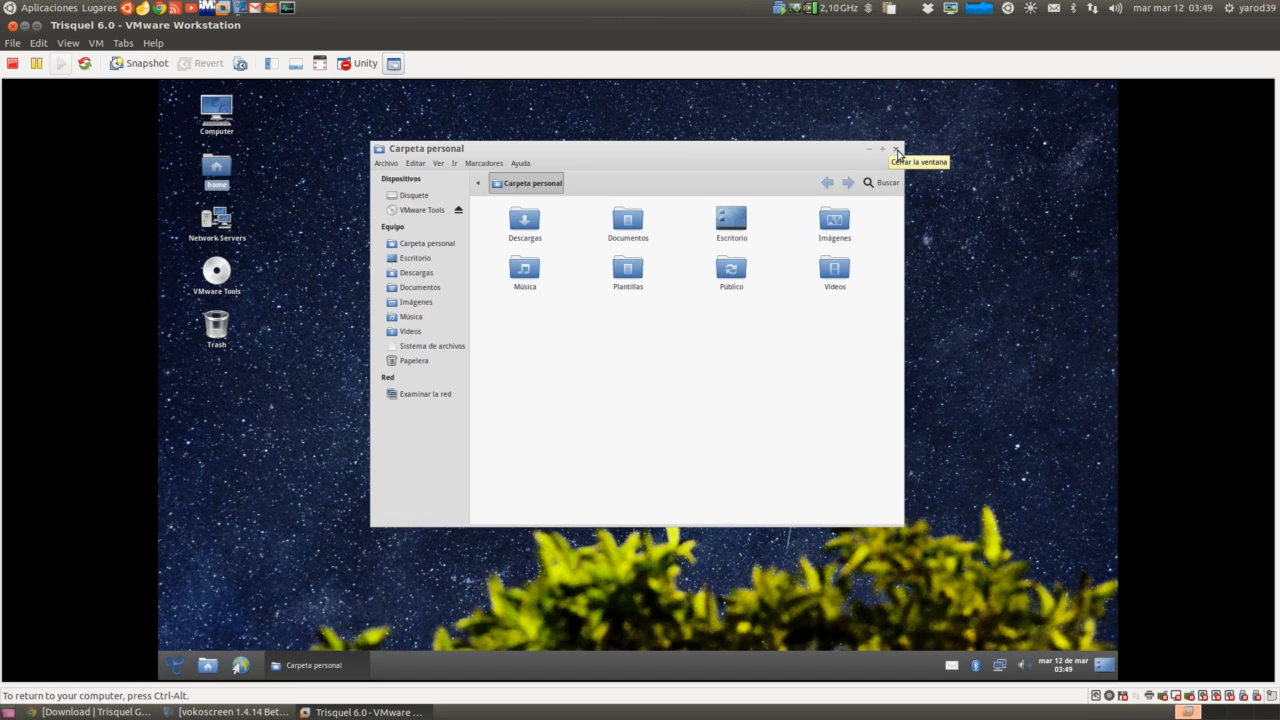 Aplicaciones Lugares
2,10GHz
mar mar 12 03:49
yarod39
Trisquel 6.0 - VMware Workstation
File Edit View VM Tabs Help
Snapshot Revert Unity
Computer
home
Network Servers
VMware Tools
Trash
Carpeta personal
Cerrar la ventana
Archivo Editar Ver Ir Marcadores Ayuda
Carpeta personal
Buscar
Dispositivos
Disquete
VMware Tools
Equipo
Carpeta personal
Escritorio
Descargas
Documentos
Imágenes
Música
Vídeos
Sistema de archivos
Papelera
Red
Examinar la red
Descargas Documentos Escritorio Imágenes
Música Plantillas Público Vídeos
Carpeta personal
mar 12 de mar
03:49
To return to your computer, press Ctrl-Alt.
[Download | Trisquel G... [vokoscreen 1.4.14 Bet... Trisquel 6.0 - VMware ...